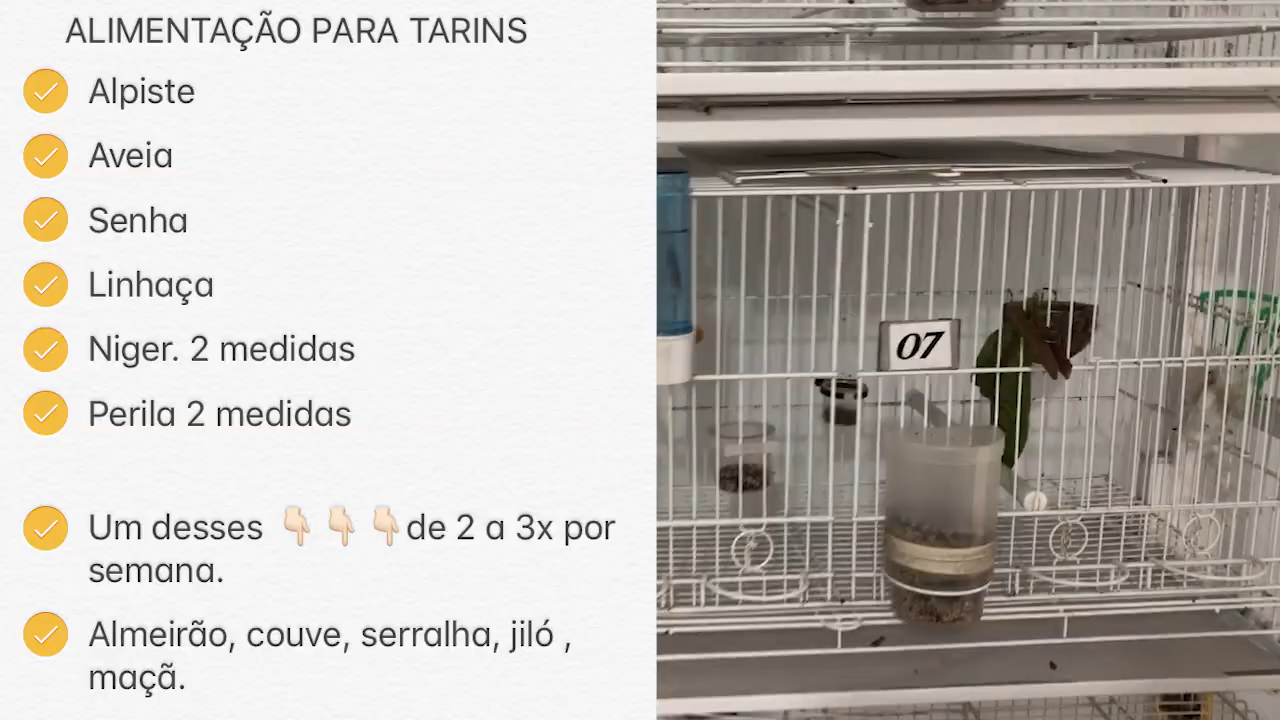 ALIMENTAÇÃO PARA TARINS
Alpiste
Aveia
Senha
Linhaça
Niger. 2 medidas
Perila 2 medidas
Um desses 👇🏻 👇🏻 👇🏻 de 2 a 3x por
semana.
Almeirão, couve, serralha, jiló ,
maçã.
07